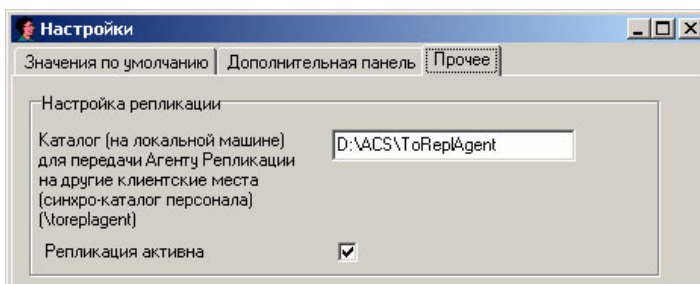 Настройки
Значения по умолчанию Дополнительная панель Прочее
Настройка репликации
Каталог (на локальной машине)
для передачи Агенту Репликации
на другие клиентские места
(синхро-каталог персонала)
(\toreplagent)
D:\ACS\ToReplAgent
Репликация активна